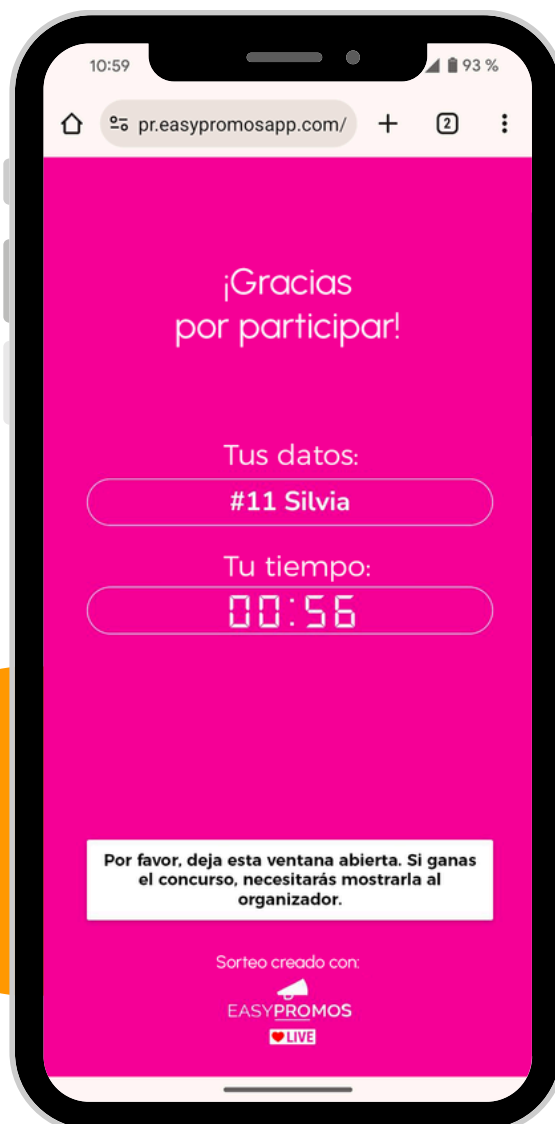 10:59
93 %
pr.easypromosapp.com/
2
¡Gracias
por participar!
Tus datos:
#11 Silvia
Tu tiempo:
00:56
Por favor, deja esta ventana abierta. Si ganas
el concurso, necesitarás mostrarla al
organizador.
Sorteo creado con:
EASYPROMOS
LIVE